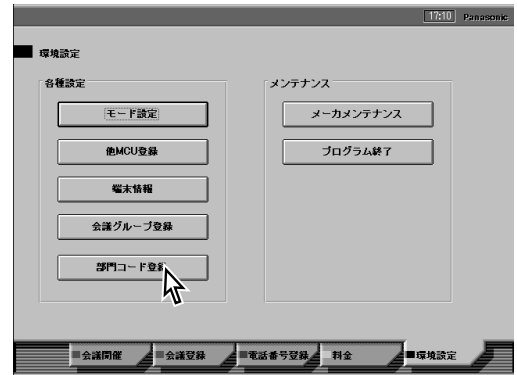 17:10 Panasonic
環境設定
各種設定
モード設定
他MCU登録
端末情報
会議グループ登録
部門コード登録
メンテナンス
メーカメンテナンス
プログラム終了
会議開催 会議登録 電話番号登録 料金 環境設定